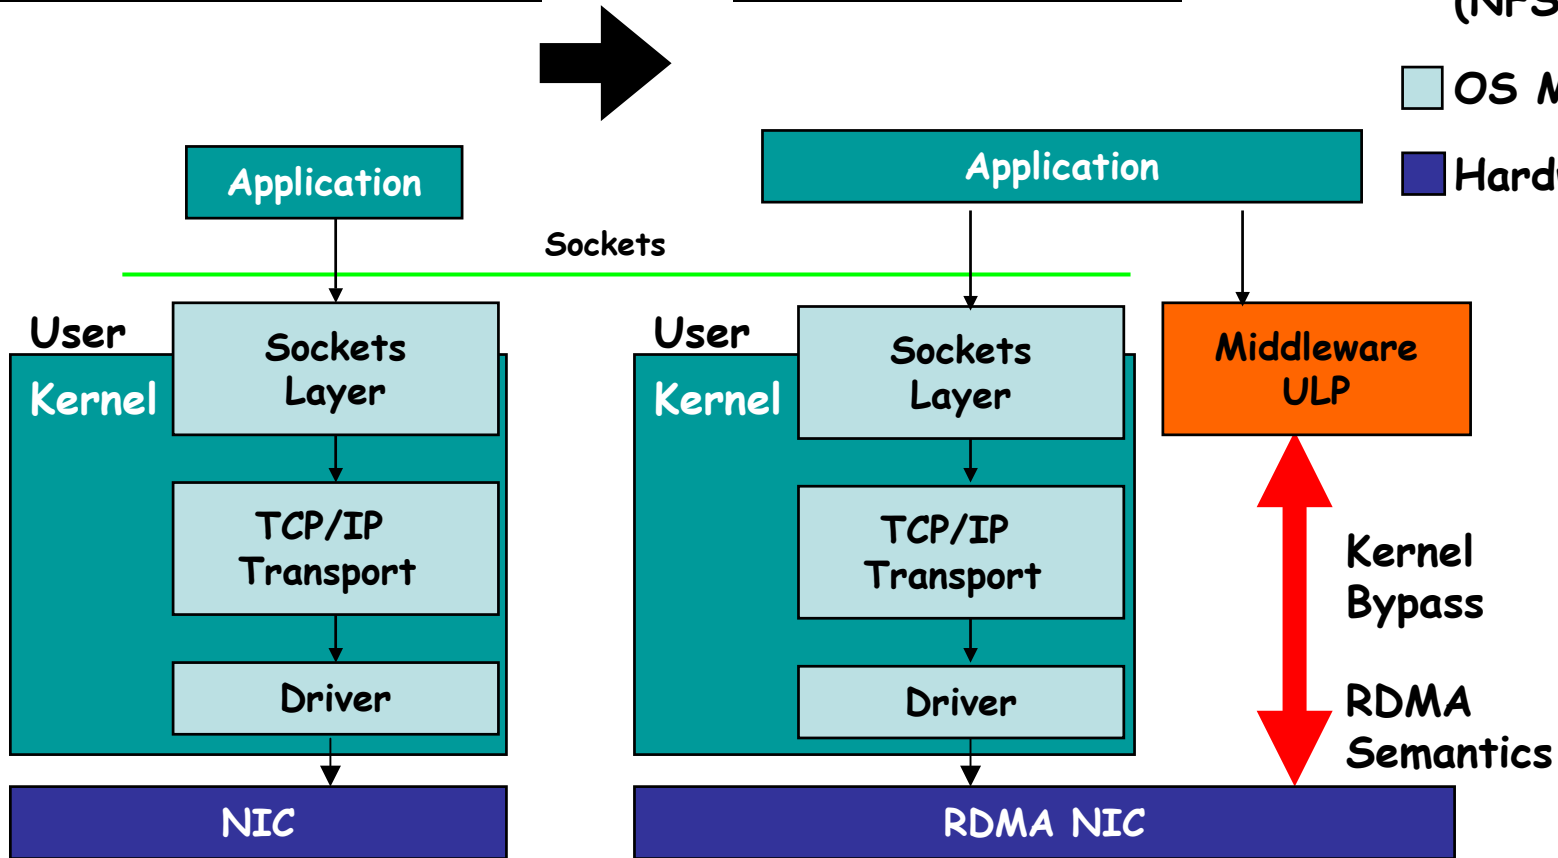 OS
Application
Application
Sockets
User
Kernel
Sockets
Layer
TCP/IP
Transport
Driver
NIC
User
Kernel
Sockets
Layer
TCP/IP
Transport
Driver
Middleware
ULP
Kernel
Bypass
RDMA
Semantics
RDMA NIC